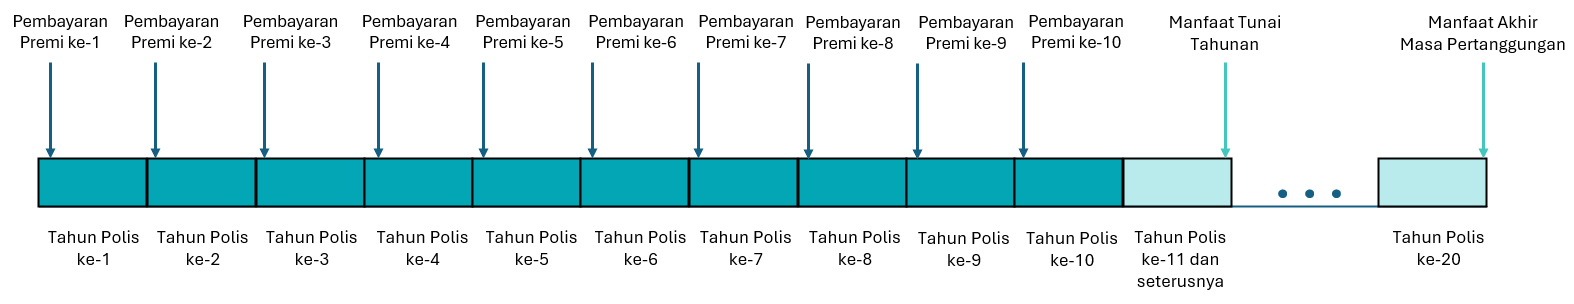 Pembayaran
Premi ke-1
Pembayaran
Premi ke-2
Pembayaran
Premi ke-3
Pembayaran
Premi ke-4
Pembayaran
Premi ke-5
Pembayaran
Premi ke-6
Pembayaran
Premi ke-7
Pembayaran
Premi ke-8
Pembayaran
Premi ke-9
Pembayaran
Premi ke-10
Manfaat Tunai
Tahunan
Manfaat Akhir
Masa Pertanggungan
Tahun Polis
ke-1
Tahun Polis
ke-2
Tahun Polis
ke-3
Tahun Polis
ke-4
Tahun Polis
ke-5
Tahun Polis
ke-6
Tahun Polis
ke-7
Tahun Polis
ke-8
Tahun Polis
ke-9
Tahun Polis
ke-10
Tahun Polis
ke-11 dan
seterusnya
Tahun Polis
ke-20